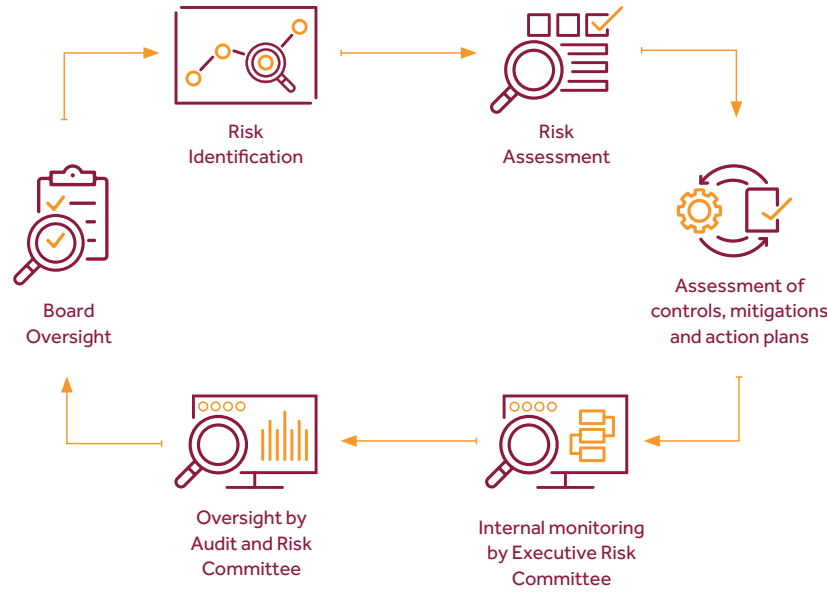 Risk
Identification
Risk
Assessment
Assessment of
controls, mitigations
and action plans
Internal monitoring
by Executive Risk
Committee
Oversight by
Audit and Risk
Committee
Board
Oversight